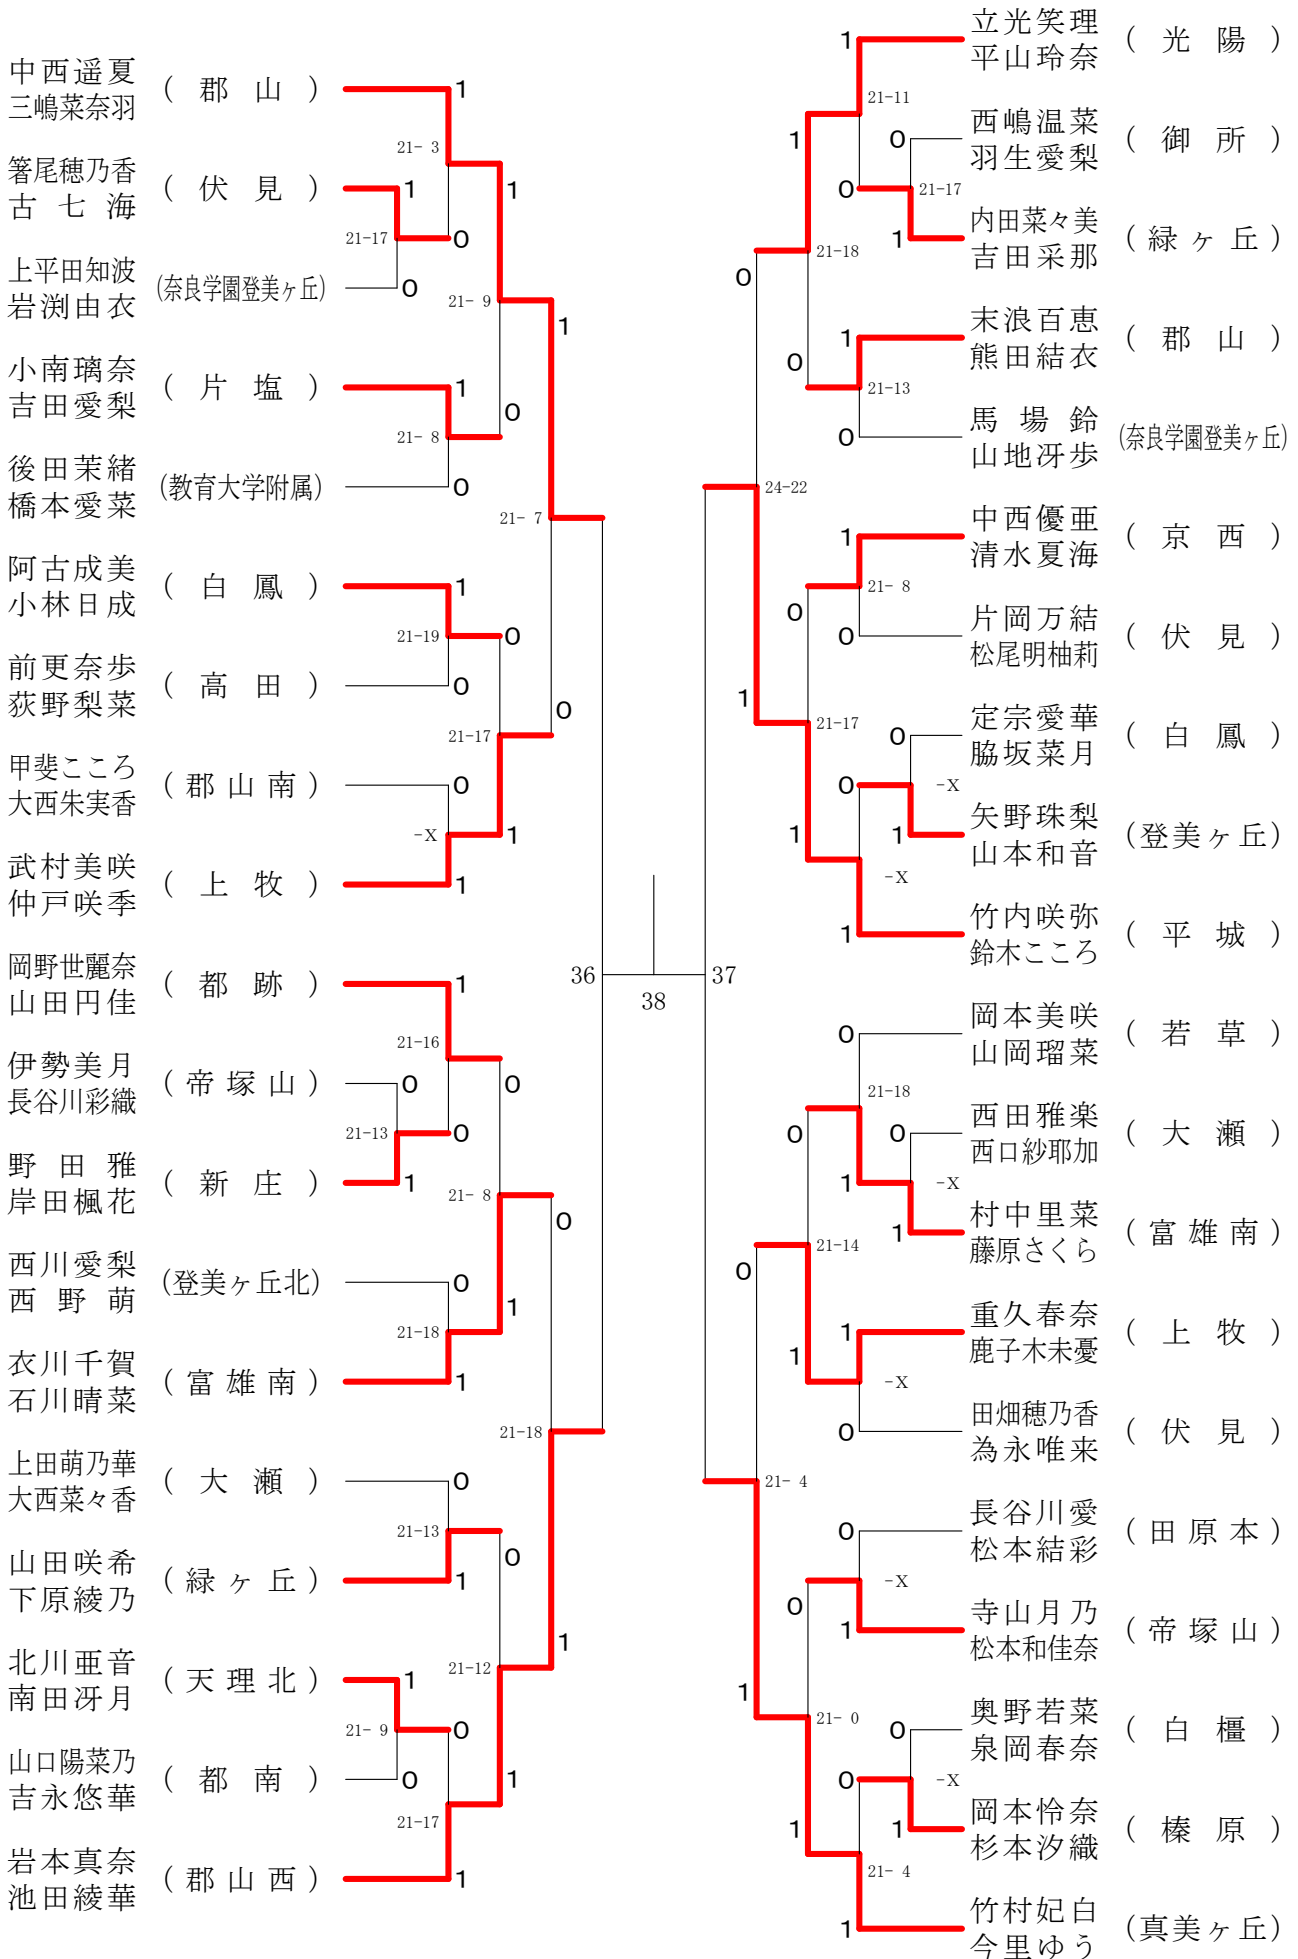 中西遥夏
三嶋菜奈羽
( 郡 山 )
1
21- 3
箸尾穂乃香
古 七 海
( 伏 見 )
1
1
21-17
0
上平田知波
岩渕由衣
(奈良学園登美ヶ丘)
0
21- 9
1
小南璃奈
吉田愛梨
( 片 塩 )
1
0
21- 8
後田茉緒
橋本愛菜
(教育大学附属)
0
21- 7
阿古成美
小林日成
( 白 鳳 )
1
21-19
0
前更奈歩
荻野梨菜
( 高 田 )
0
0
21-17
甲斐こころ
大西朱実香
( 郡 山 南 )
0
-X
1
武村美咲
仲戸咲季
( 上 牧 )
1
36
岡野世麗奈
山田円佳
( 都 跡 )
1
21-16
伊勢美月
長谷川彩織
( 帝 塚 山 )
0
0
21-13
0
野 田 雅
岸田楓花
( 新 庄 )
1
21- 8
0
西川愛梨
西 野 萌
(登美ヶ丘北)
0
1
21-18
衣川千賀
石川晴菜
( 富 雄 南 )
1
21-18
上田萌乃華
大西菜々香
( 大 瀬 )
0
21-13
0
山田咲希
下原綾乃
( 緑 ヶ 丘 )
1
1
北川亜音
南田冴月
( 天 理 北 )
1
21-12
21- 9
0
山口陽菜乃
吉永悠華
( 都 南 )
0
1
21-17
岩本真奈
池田綾華
( 郡 山 西 )
1
38
1
立光笑理
平山玲奈
( 光 陽 )
21-11
1
0
西嶋温菜
羽生愛梨
( 御 所 )
0
21-17
1
内田菜々美
吉田采那
( 緑 ヶ 丘 )
21-18
0
1
末浪百恵
熊田結衣
( 郡 山 )
0
21-13
0
馬 場 鈴
山地冴歩
(奈良学園登美ヶ丘)
24-22
1
中西優亜
清水夏海
( 京 西 )
0
21- 8
0
片岡万結
松尾明柚莉
( 伏 見 )
1
21-17
0
定宗愛華
脇坂菜月
( 白 鳳 )
0
-X
1
1
矢野珠梨
山本和音
(登美ヶ丘)
-X
1
竹内咲弥
鈴木こころ
( 平 城 )
37
0
岡本美咲
山岡瑠菜
( 若 草 )
21-18
0
0
西田雅楽
西口紗耶加
( 大 瀬 )
1
-X
1
村中里菜
藤原さくら
( 富 雄 南 )
21-14
0
1
重久春奈
鹿子木未憂
( 上 牧 )
1
-X
0
田畑穂乃香
為永唯来
( 伏 見 )
21- 4
0
長谷川愛
松本結彩
( 田 原 本 )
0
-X
1
寺山月乃
松本和佳奈
( 帝 塚 山 )
1
21- 0
0
奥野若菜
泉岡春奈
( 白 橿 )
0
-X
1
1
岡本怜奈
杉本汐織
( 榛 原 )
21- 4
1
竹村妃白
今里ゆう
(真美ヶ丘)